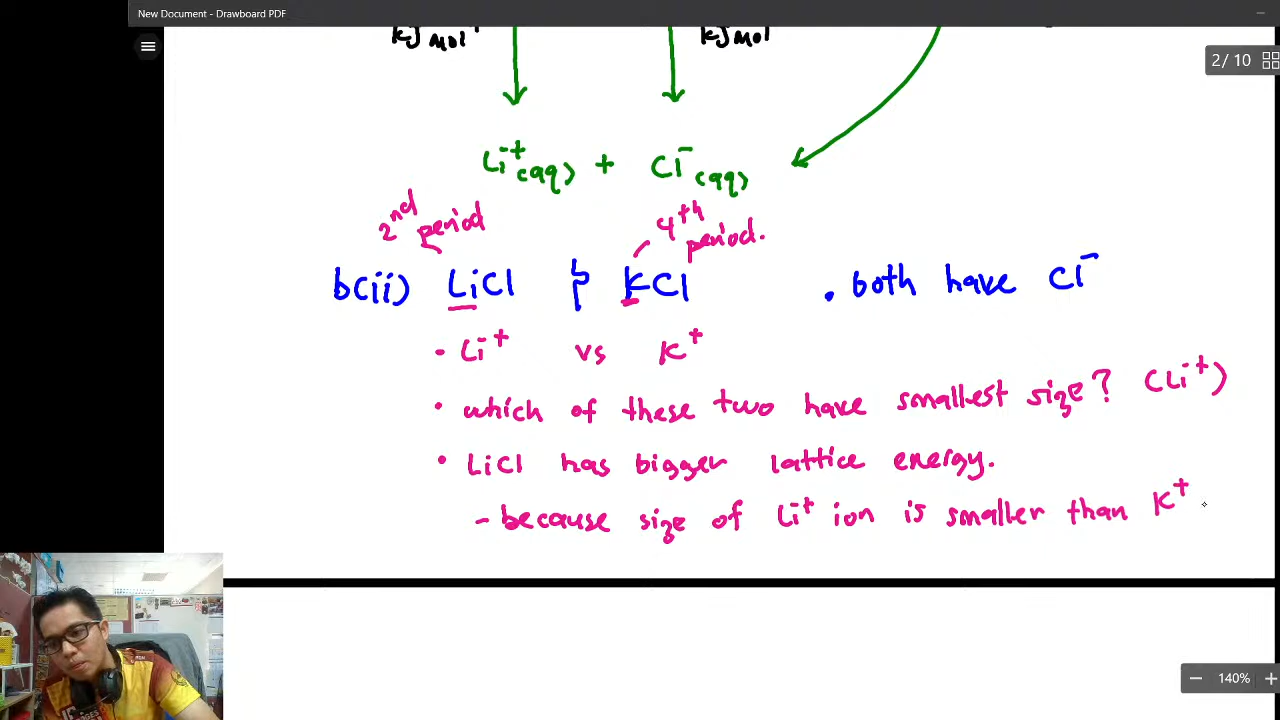 New Document - Drawboard PDF
2 / 10
kJ mol⁻¹ kJ mol
Li⁺(aq) + Cl⁻(aq)
2nd period 4th period.
b(ii) LiCl & KCl • both have Cl⁻
• Li⁺ vs K⁺
• which of these two have smallest size? (Li⁺)
• LiCl has bigger lattice energy.
- because size of Li⁺ ion is smaller than K⁺
140%